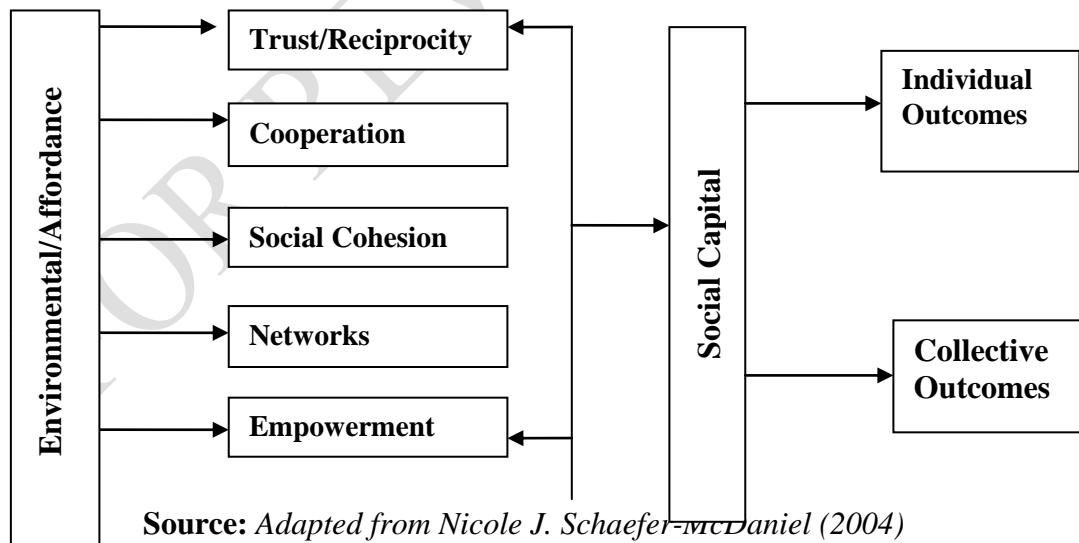 Environmental/Affordance
Trust/Reciprocity
Cooperation
Social Cohesion
Networks
Empowerment
Social Capital
Individual
Outcomes
Collective
Outcomes
Source: Adapted from Nicole J. Schaefer-McDaniel (2004)